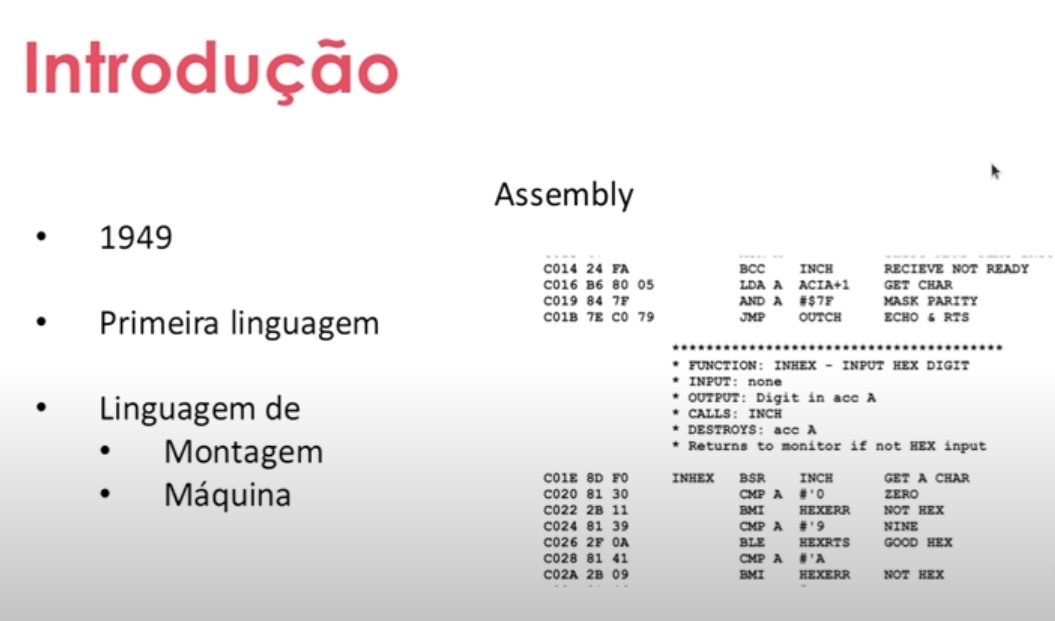 Introdução
Assembly
• 1949
• Primeira linguagem
• Linguagem de
• Montagem
• Máquina
C014 24 FA BCC INCH RECIEVE NOT READY
C016 B6 80 05 LDA A ACIA+1 GET CHAR
C019 84 7F AND A #$7F MASK PARITY
C01B 7E C0 79 JMP OUTCH ECHO & RTS
****************************************
* FUNCTION: INHEX - INPUT HEX DIGIT
* INPUT: none
* OUTPUT: Digit in acc A
* CALLS: INCH
* DESTROYS: acc A
* Returns to monitor if not HEX input
C01E 8D F0 INHEX BSR INCH GET A CHAR
C020 81 30 CMP A #'0 ZERO
C022 2B 11 BMI HEXERR NOT HEX
C024 81 39 CMP A #'9 NINE
C026 2F 0A BLE HEXRTS GOOD HEX
C028 81 41 CMP A #'A
C02A 2B 09 BMI HEXERR NOT HEX